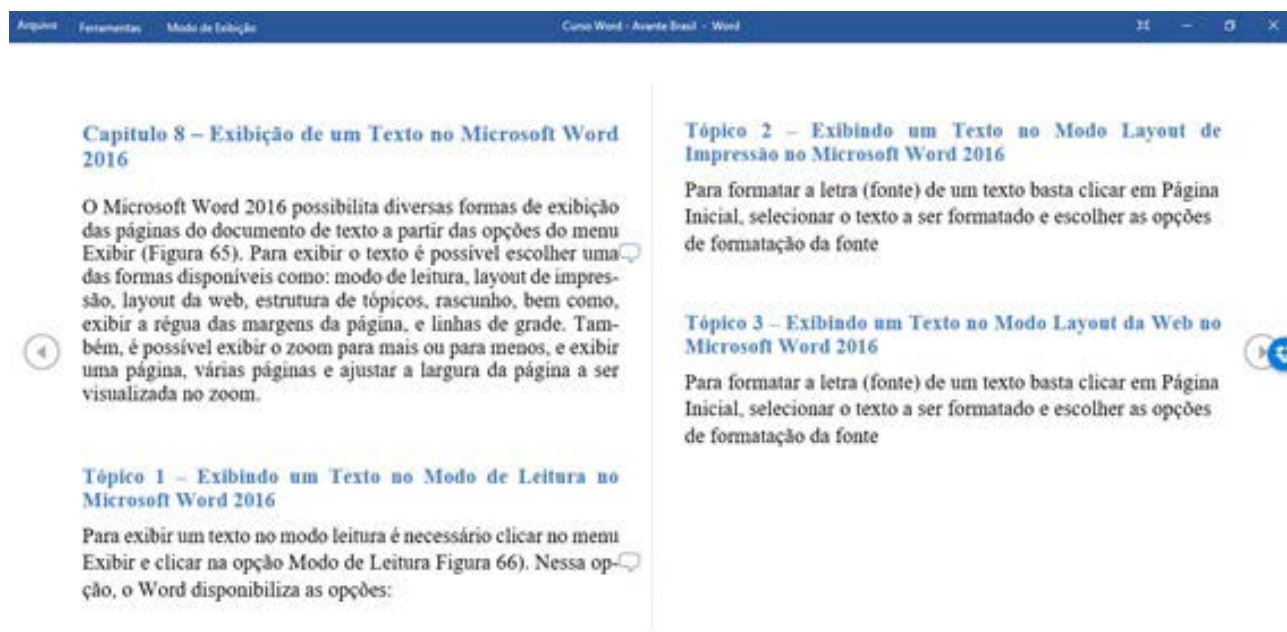 Arquivo Ferramentas Modo de Exibição Curso Word - Avante Brasil - Word
Capítulo 8 – Exibição de um Texto no Microsoft Word
2016
O Microsoft Word 2016 possibilita diversas formas de exibição
das páginas do documento de texto a partir das opções do menu
Exibir (Figura 65). Para exibir o texto é possível escolher uma
das formas disponíveis como: modo de leitura, layout de impres-
são, layout da web, estrutura de tópicos, rascunho, bem como,
exibir a régua das margens da página, e linhas de grade. Tam-
bém, é possível exibir o zoom para mais ou para menos, e exibir
uma página, várias páginas e ajustar a largura da página a ser
visualizada no zoom.
Tópico 1 – Exibindo um Texto no Modo de Leitura no
Microsoft Word 2016
Para exibir um texto no modo leitura é necessário clicar no menu
Exibir e clicar na opção Modo de Leitura Figura 66). Nessa op-
ção, o Word disponibiliza as opções:
Tópico 2 – Exibindo um Texto no Modo Layout de
Impressão no Microsoft Word 2016
Para formatar a letra (fonte) de um texto basta clicar em Página
Inicial, selecionar o texto a ser formatado e escolher as opções
de formatação da fonte
Tópico 3 – Exibindo um Texto no Modo Layout da Web no
Microsoft Word 2016
Para formatar a letra (fonte) de um texto basta clicar em Página
Inicial, selecionar o texto a ser formatado e escolher as opções
de formatação da fonte